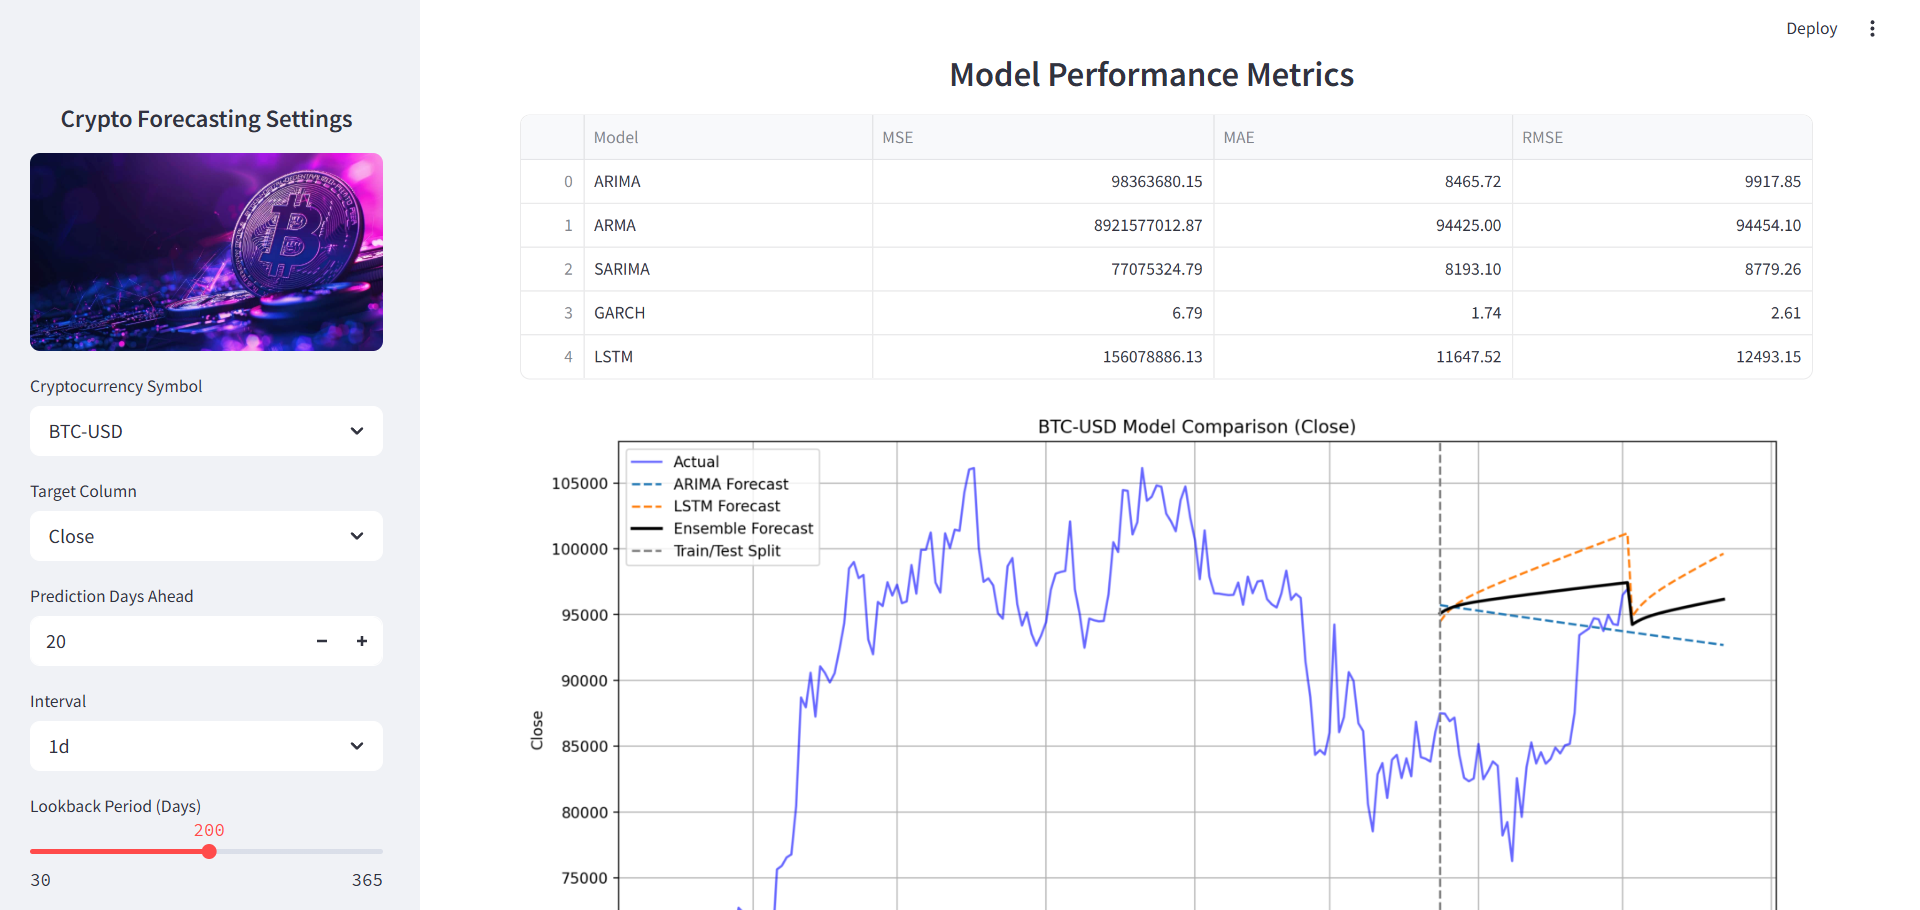 Deploy
Crypto Forecasting Settings
Cryptocurrency Symbol
BTC-USD
Target Column
Close
Prediction Days Ahead
20
Interval
1d
Lookback Period (Days)
200
30 365
Model Performance Metrics
Model MSE MAE RMSE
0 ARIMA 98363680.15 8465.72 9917.85
1 ARMA 8921577012.87 94425.00 94454.10
2 SARIMA 77075324.79 8193.10 8779.26
3 GARCH 6.79 1.74 2.61
4 LSTM 156078886.13 11647.52 12493.15
BTC-USD Model Comparison (Close)
Actual
ARIMA Forecast
LSTM Forecast
Ensemble Forecast
Train/Test Split
105000
100000
95000
90000
85000
80000
75000
Close